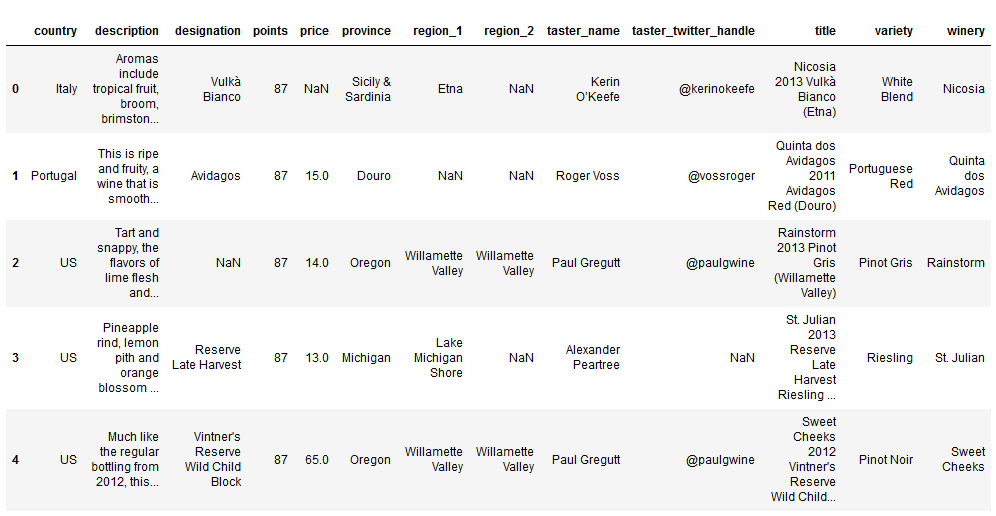 country description designation points price province region_1 region_2 taster_name taster_twitter_handle title variety winery
0 Italy Aromas include tropical fruit, broom, brimston... Vulkà Bianco 87 NaN Sicily & Sardinia Etna NaN Kerin O'Keefe @kerinokeefe Nicosia 2013 Vulkà Bianco (Etna) White Blend Nicosia
1 Portugal This is ripe and fruity, a wine that is smooth... Avidagos 87 15.0 Douro NaN NaN Roger Voss @vossroger Quinta dos Avidagos 2011 Avidagos Red (Douro) Portuguese Red Quinta dos Avidagos
2 US Tart and snappy, the flavors of lime flesh and... NaN 87 14.0 Oregon Willamette Valley Willamette Valley Paul Gregutt @paulgwine Rainstorm 2013 Pinot Gris (Willamette Valley) Pinot Gris Rainstorm
3 US Pineapple rind, lemon pith and orange blossom ... Reserve Late Harvest 87 13.0 Michigan Lake Michigan Shore NaN Alexander Peartree NaN St. Julian 2013 Reserve Late Harvest Riesling ... Riesling St. Julian
4 US Much like the regular bottling from 2012, this... Vintner's Reserve Wild Child Block 87 65.0 Oregon Willamette Valley Willamette Valley Paul Gregutt @paulgwine Sweet Cheeks 2012 Vintner's Reserve Wild Child... Pinot Noir Sweet Cheeks